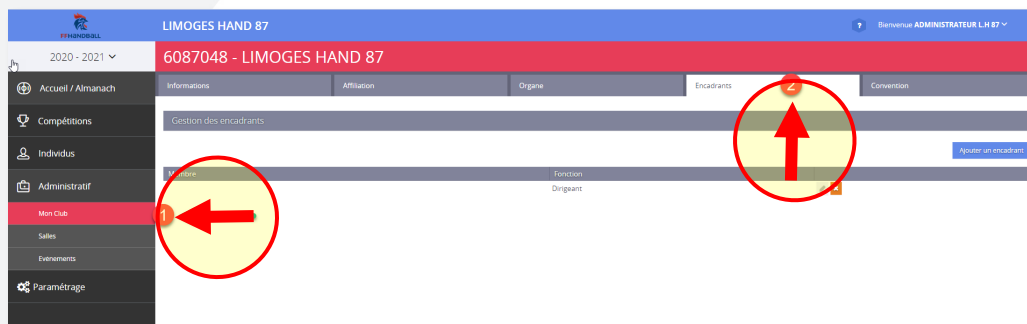 FFHANDBALL
LIMOGES HAND 87
? Bienvenue ADMINISTRATEUR L.H 87
2020 - 2021
6087048 - LIMOGES HAND 87
Accueil / Almanach
Informations Affiliation Organe Encadrants 2 Convention
Compétitions
Gestion des encadrants
Individus
Ajouter un encadrant
Membre Fonction
Administratif
Dirigeant
Mon Club
1
Salles
Evenements
Paramétrage